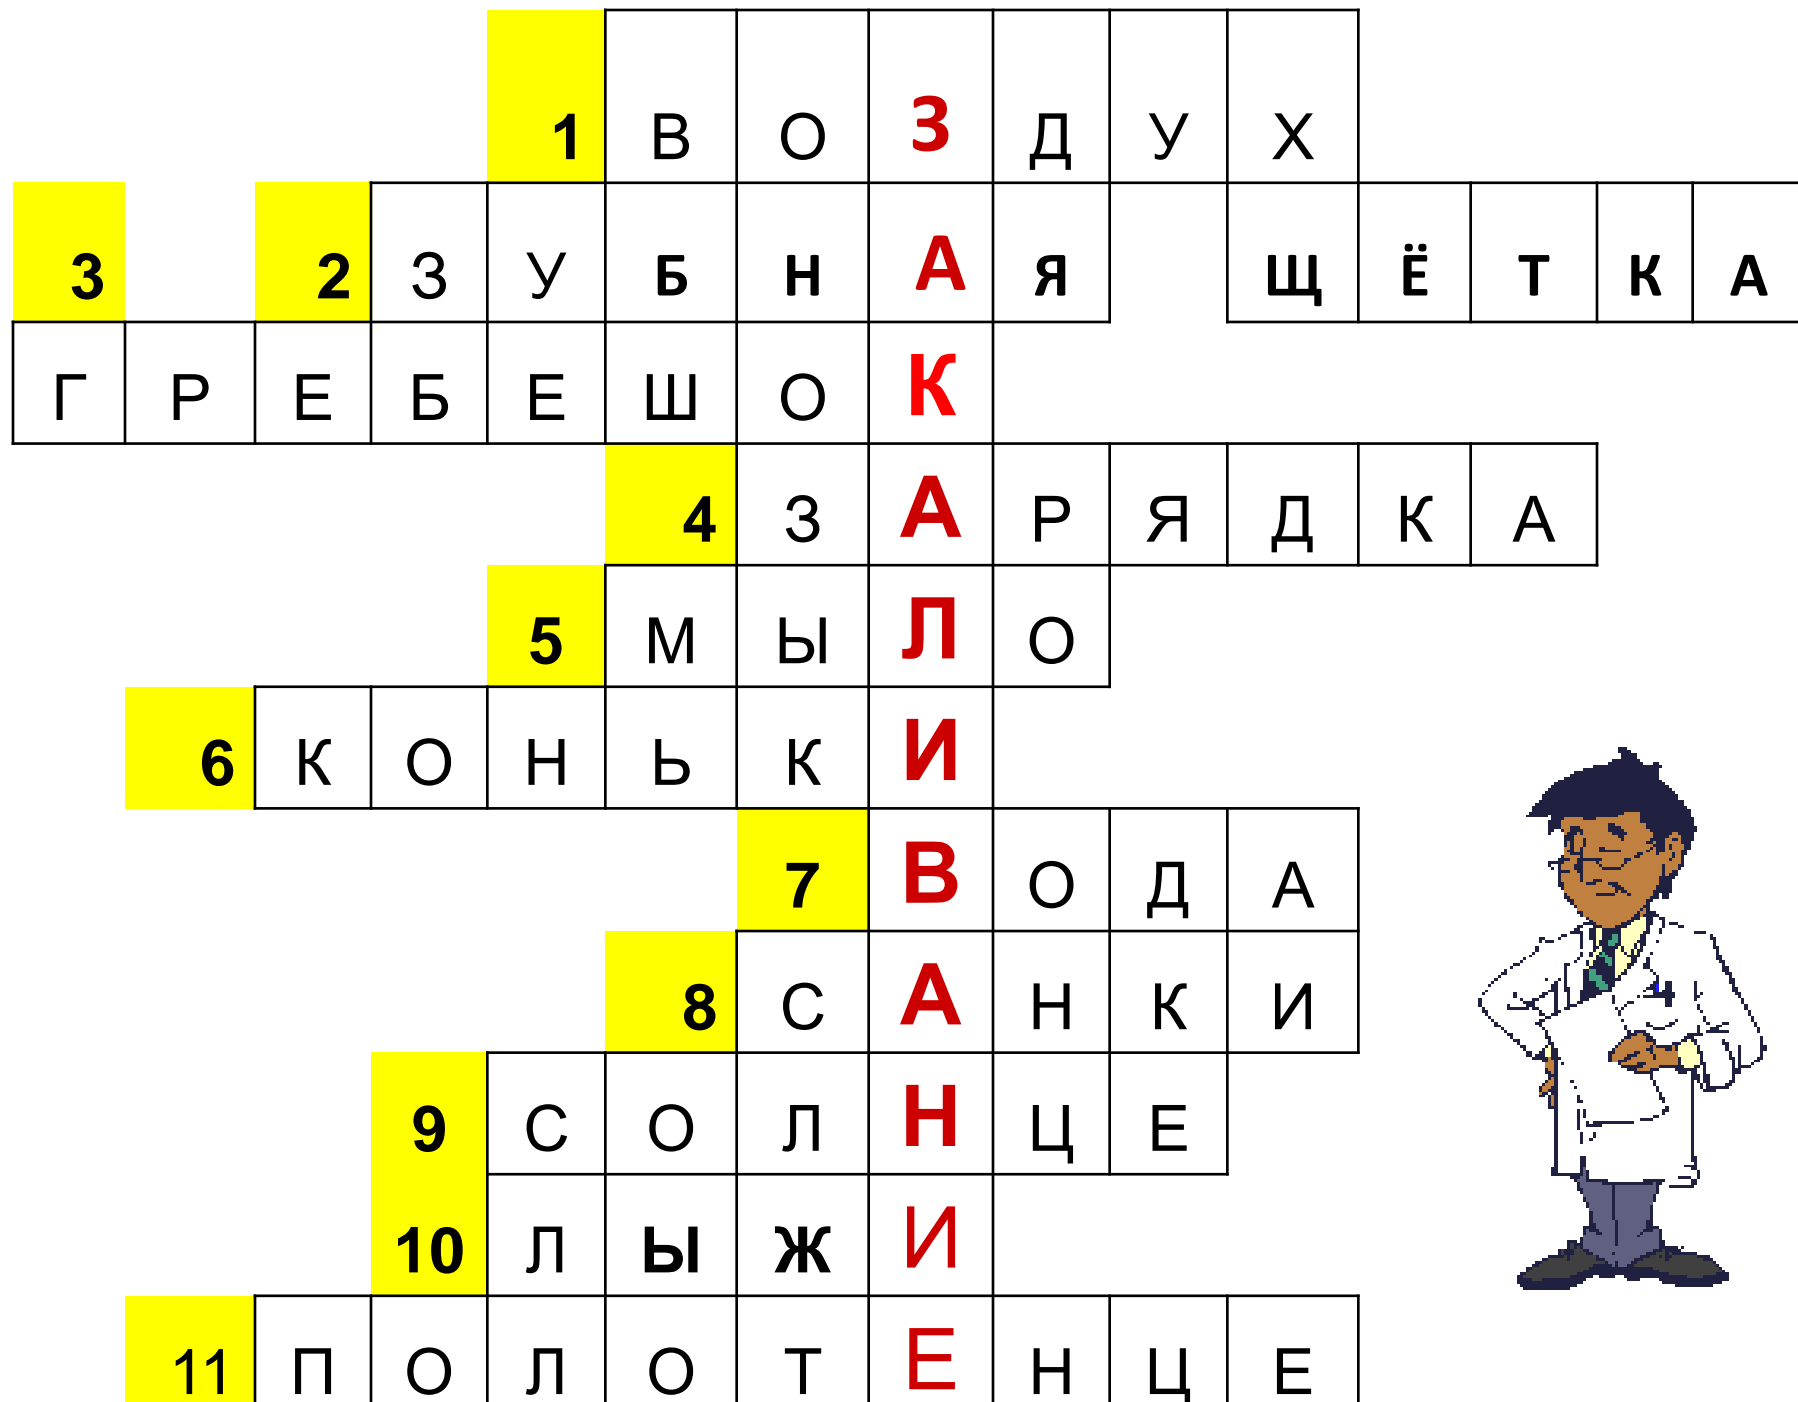 1 ВОЗДУХ
3 2 ЗУБНАЯ ЩЁТКА
ГРЕБЕШОК
4 ЗАРЯДКА
5 МЫЛО
6 КОНЬКИ
7 ВОДА
8 САНКИ
9 СОЛНЦЕ
10 ЛЫЖИ
11 ПОЛОТЕНЦЕ